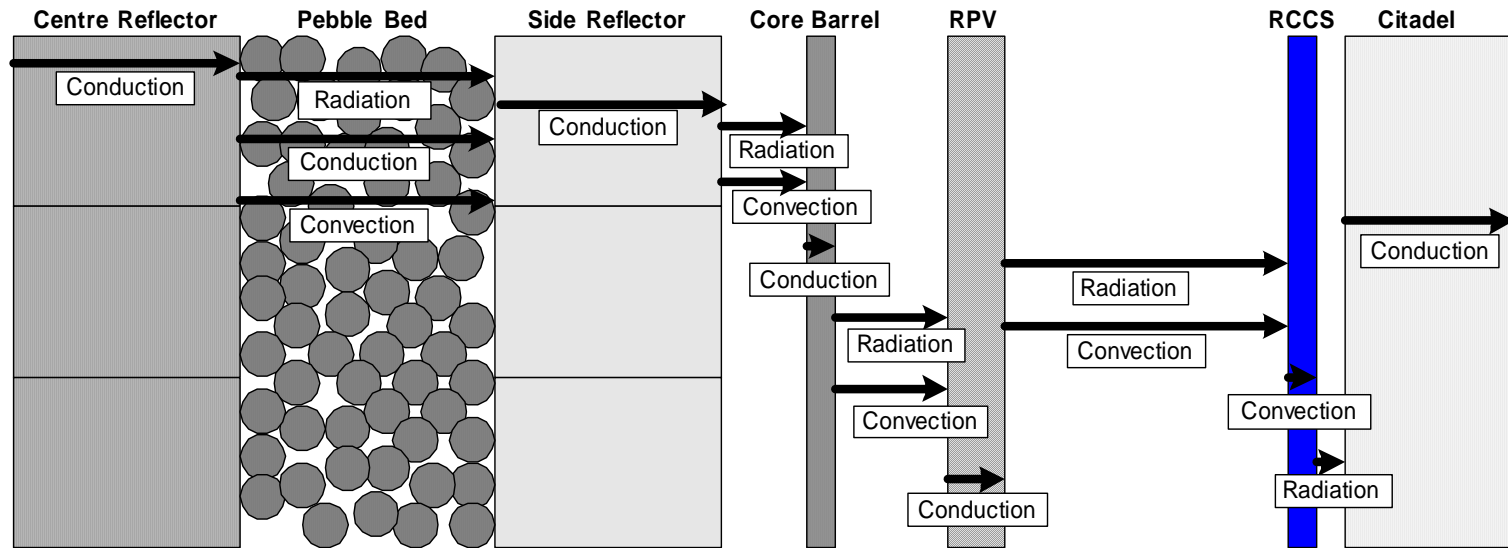 Centre Reflector
Pebble Bed
Side Reflector
Core Barrel
RPV
RCCS
Citadel
Conduction
Radiation
Conduction
Convection
Conduction
Radiation
Convection
Conduction
Radiation
Convection
Conduction
Radiation
Convection
Convection
Radiation
Conduction